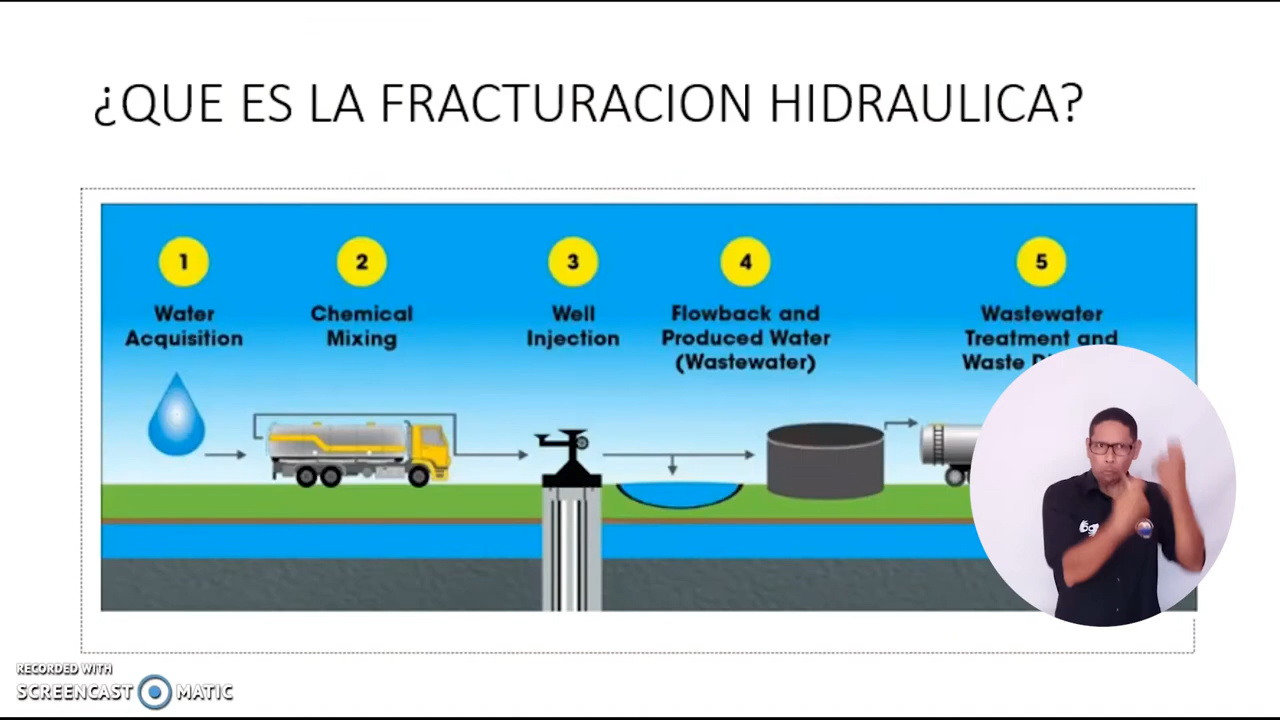 ¿QUE ES LA FRACTURACION HIDRAULICA?
1
2
3
4
5
Water
Acquisition
Chemical
Mixing
Well
Injection
Flowback and
Produced Water
(Wastewater)
Wastewater
Treatment and
Waste
RECORDED WITH
SCREENCAST MATIC